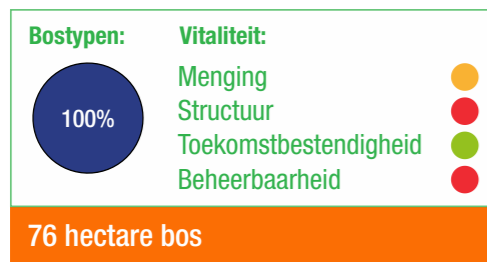 Bostypen:
Vitaliteit:
100%
Menging
Structuur
Toekomstbestendigheid
Beheerbaarheid
76 hectare bos